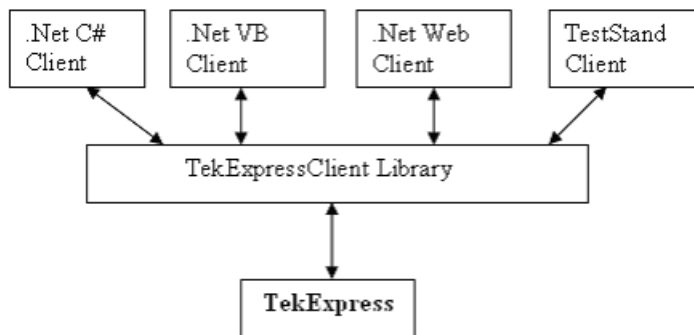 .Net C#
Client
.Net VB
Client
.Net Web
Client
TestStand
Client
TekExpressClient Library
TekExpress